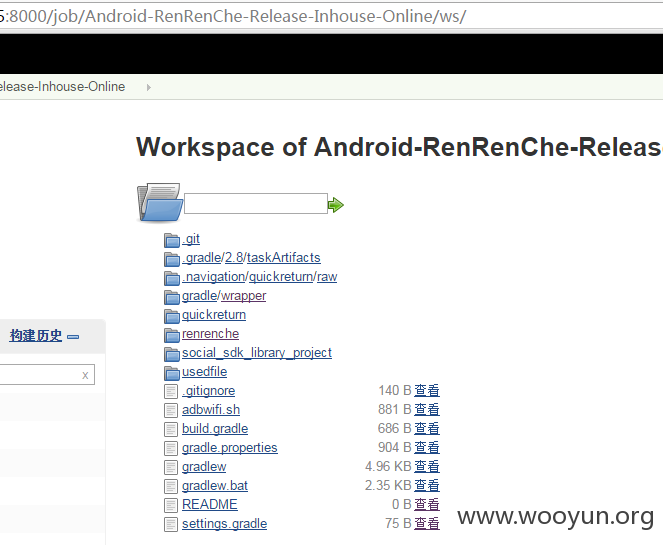 5:8000/job/Android-RenRenChe-Release-Inhouse-Online/ws/
elease-Inhouse-Online
Workspace of Android-RenRenChe-Releas
.git
.gradle/2.8/taskArtifacts
.navigation/quickreturn/raw
gradle/wrapper
quickreturn
renrenche
social_sdk_library_project
usedfile
.gitignore 140 B 查看
adbwifi.sh 881 B 查看
build.gradle 686 B 查看
gradle.properties 904 B 查看
gradlew 4.96 KB 查看
gradlew.bat 2.35 KB 查看
README 0 B 查看
settings.gradle 75 B 查看
构建历史
x
www.wooyun.org